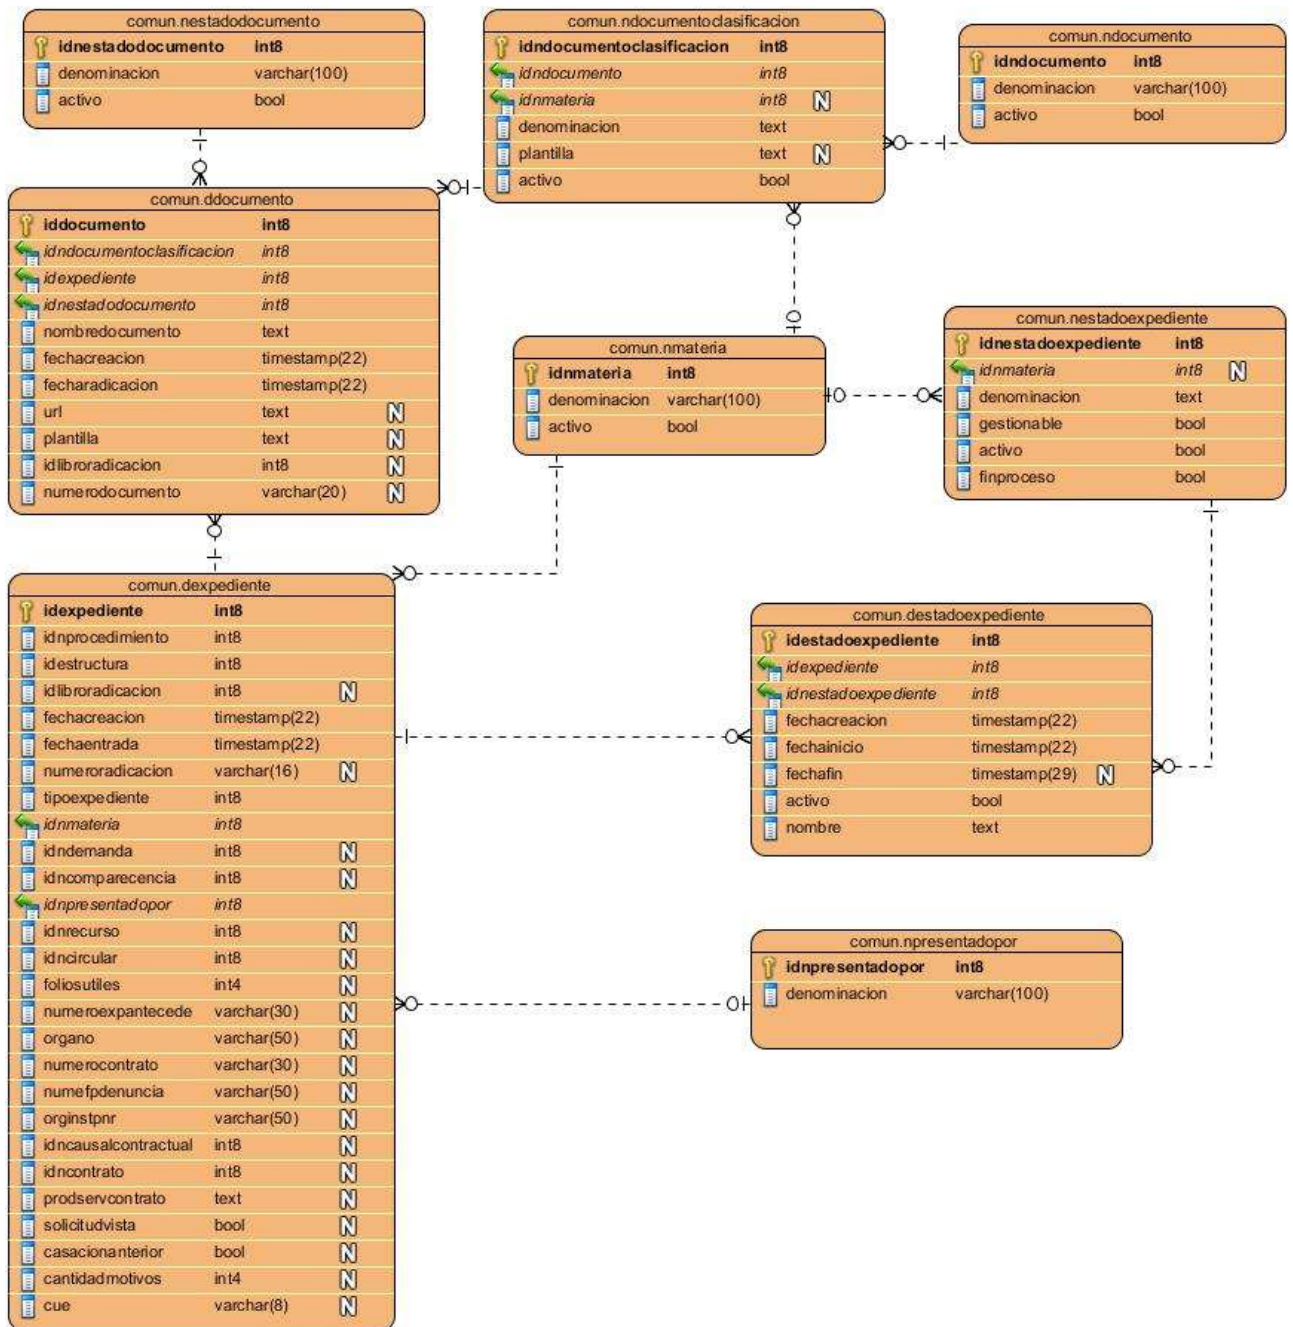 comun.nestadodocumento
idnestadodocumento int8
denominacion varchar(100)
activo bool
comun.ndocumentoclasificacion
idndocumentoclasificacion int8
idndocumento int8
idnmateria int8 N
denominacion text
plantilla text N
activo bool
comun.ndocumento
idndocumento int8
denominacion varchar(100)
activo bool
comun.ddocumento
iddocumento int8
idndocumentoclasificacion int8
idexpediente int8
idnestadodocumento int8
nombredocumento text
fechacreacion timestamp(22)
fecharadicacion timestamp(22)
url text N
plantilla text N
idlibroradicacion int8 N
numerodocumento varchar(20) N
comun.nmateria
idnmateria int8
denominacion varchar(100)
activo bool
comun.nestadoexpediente
idnestadoexpediente int8
idnmateria int8 N
denominacion text
gestionable bool
activo bool
finproceso bool
comun.dexpediente
idexpediente int8
idnprocedimiento int8
idestructura int8
idlibroradicacion int8 N
fechacreacion timestamp(22)
fechaentrada timestamp(22)
numeroradicacion varchar(16) N
tipoexpediente int8
idnmateria int8
idndemanda int8 N
idncomparecencia int8 N
idnpresentadopor int8
idnrecurso int8 N
idncircular int8 N
foliosutiles int4 N
numeroexpantecede varchar(30) N
organo varchar(50) N
numerocontrato varchar(30) N
numefpdenuncia varchar(50) N
orginstpnr varchar(50) N
idncausalcontractual int8 N
idncontrato int8 N
prodservcontrato text N
solicitudvista bool N
casacionanterior bool N
cantidadmotivos int4 N
cue varchar(8) N
comun.destadoexpediente
idestadoexpediente int8
idexpediente int8
idnestadoexpediente int8
fechacreacion timestamp(22)
fechainicio timestamp(22)
fechafin timestamp(29) N
activo bool
nombre text
comun.npresentadopor
idnpresentadopor int8
denominacion varchar(100)